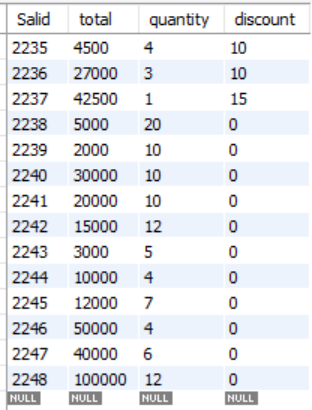 Salid total quantity discount
2235 4500 4 10
2236 27000 3 10
2237 42500 1 15
2238 5000 20 0
2239 2000 10 0
2240 30000 10 0
2241 20000 10 0
2242 15000 12 0
2243 3000 5 0
2244 10000 4 0
2245 12000 7 0
2246 50000 4 0
2247 40000 6 0
2248 100000 12 0
NULL NULL NULL NULL